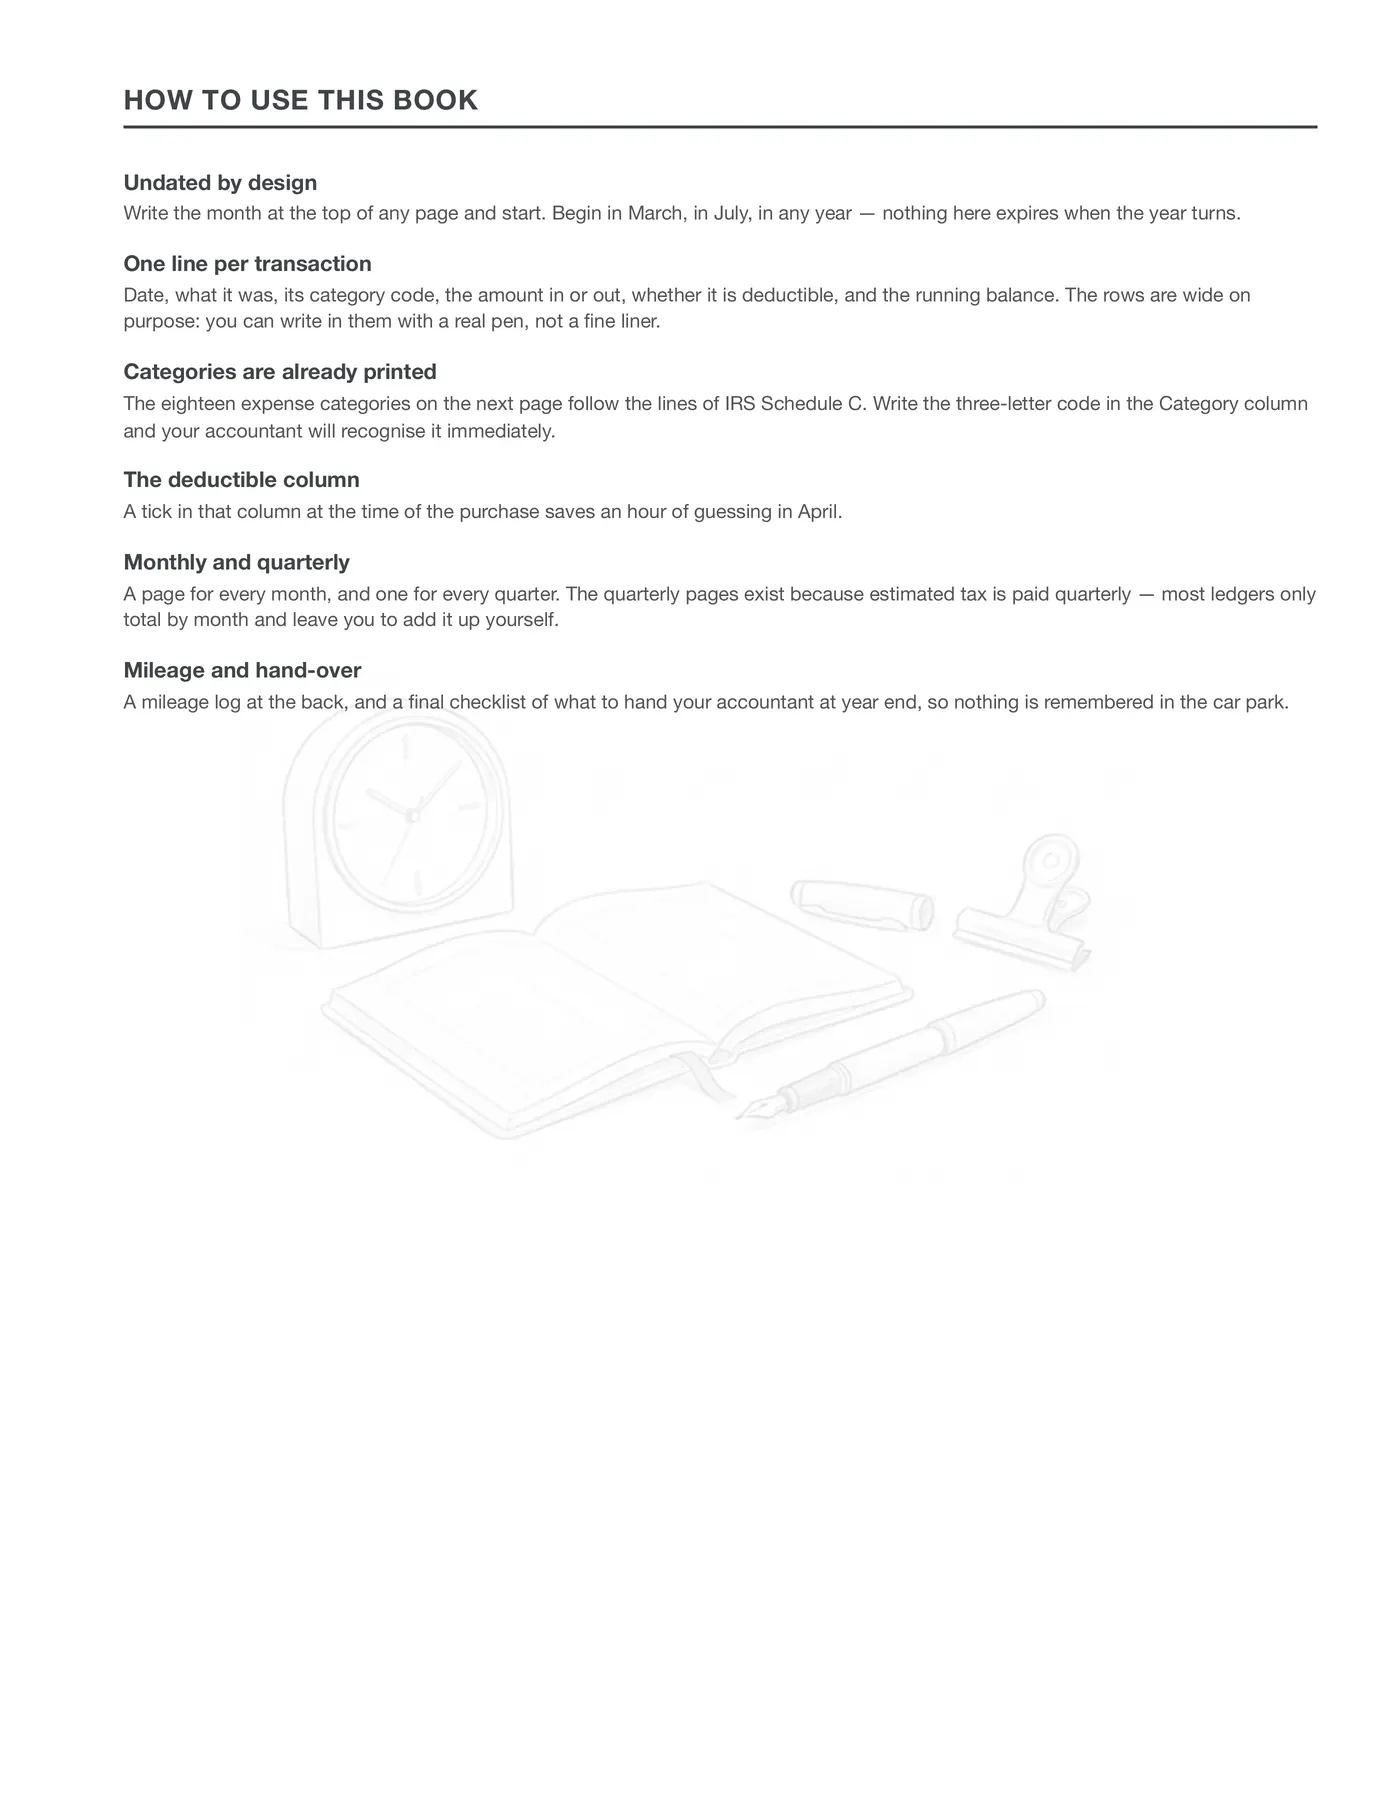 HOW TO USE THIS BOOK
Undated by design
Write the month at the top of any page and start. Begin in March, in July, in any year — nothing here expires when the year turns.
One line per transaction
Date, what it was, its category code, the amount in or out, whether it is deductible, and the running balance. The rows are wide on
purpose: you can write in them with a real pen, not a fine liner.
Categories are already printed
The eighteen expense categories on the next page follow the lines of IRS Schedule C. Write the three-letter code in the Category column
and your accountant will recognise it immediately.
The deductible column
A tick in that column at the time of the purchase saves an hour of guessing in April.
Monthly and quarterly
A page for every month, and one for every quarter. The quarterly pages exist because estimated tax is paid quarterly — most ledgers only
total by month and leave you to add it up yourself.
Mileage and hand-over
A mileage log at the back, and a final checklist of what to hand your accountant at year end, so nothing is remembered in the car park.